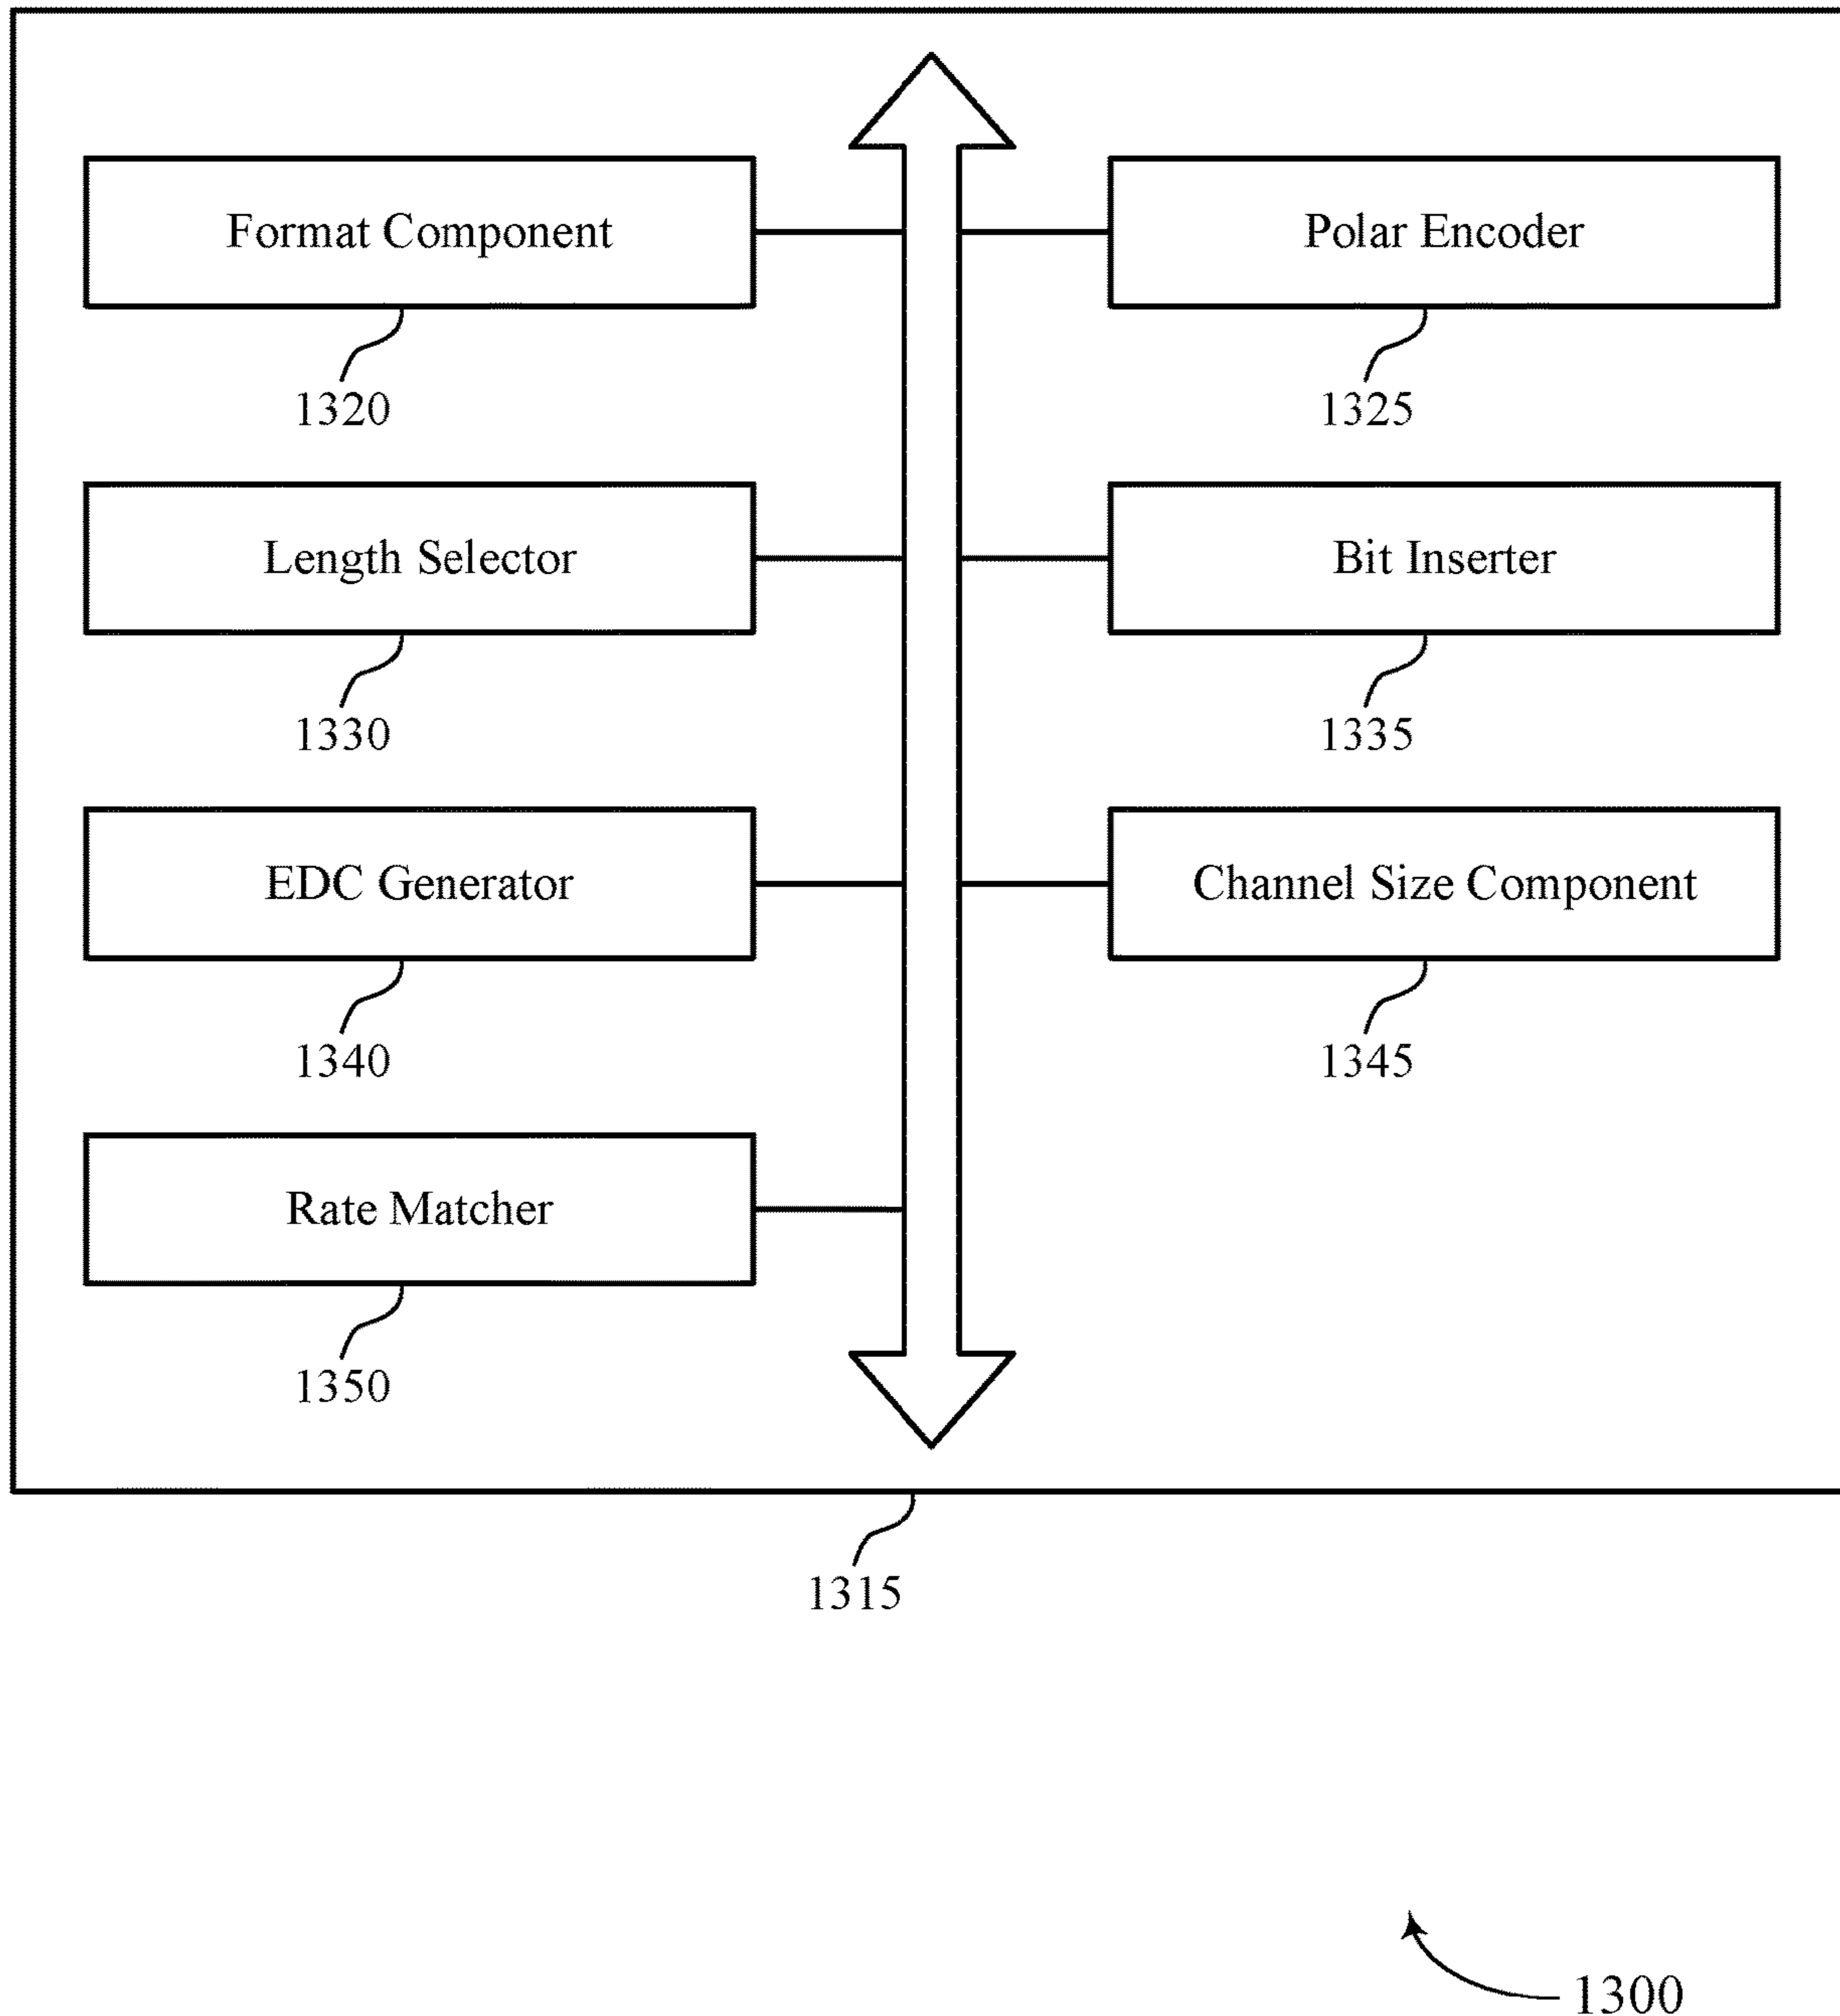 Format Component
Polar Encoder
1320
1325
Length Selector
Bit Inserter
1330
1335
EDC Generator
Channel Size Component
1340
1345
Rate Matcher
1350
1315
1300